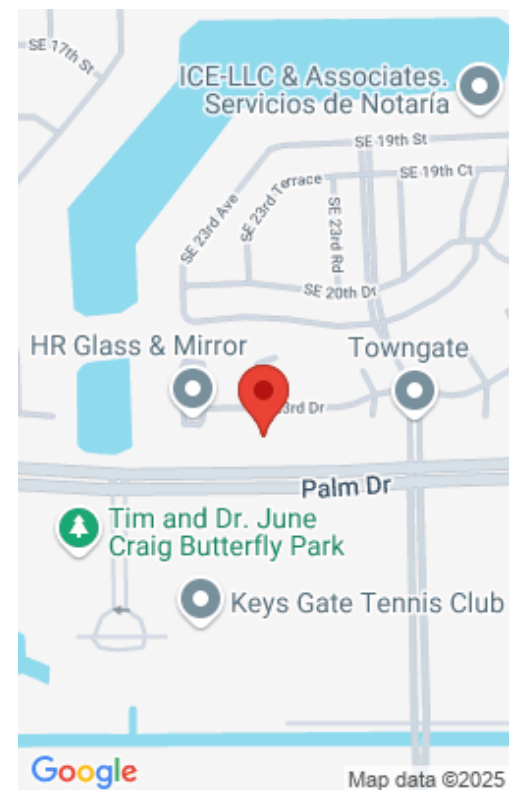 SE 17th St
ICE-LLC & Associates.
Servicios de Notaría
SE 19th St
SE 19th Ct
SE 23rd Terrace
SE 23rd Ave
SE 23rd Rd
SE 20th Dr
HR Glass & Mirror
Towngate
3rd Dr
Palm Dr
Tim and Dr. June
Craig Butterfly Park
Keys Gate Tennis Club
Google
Map data ©2025